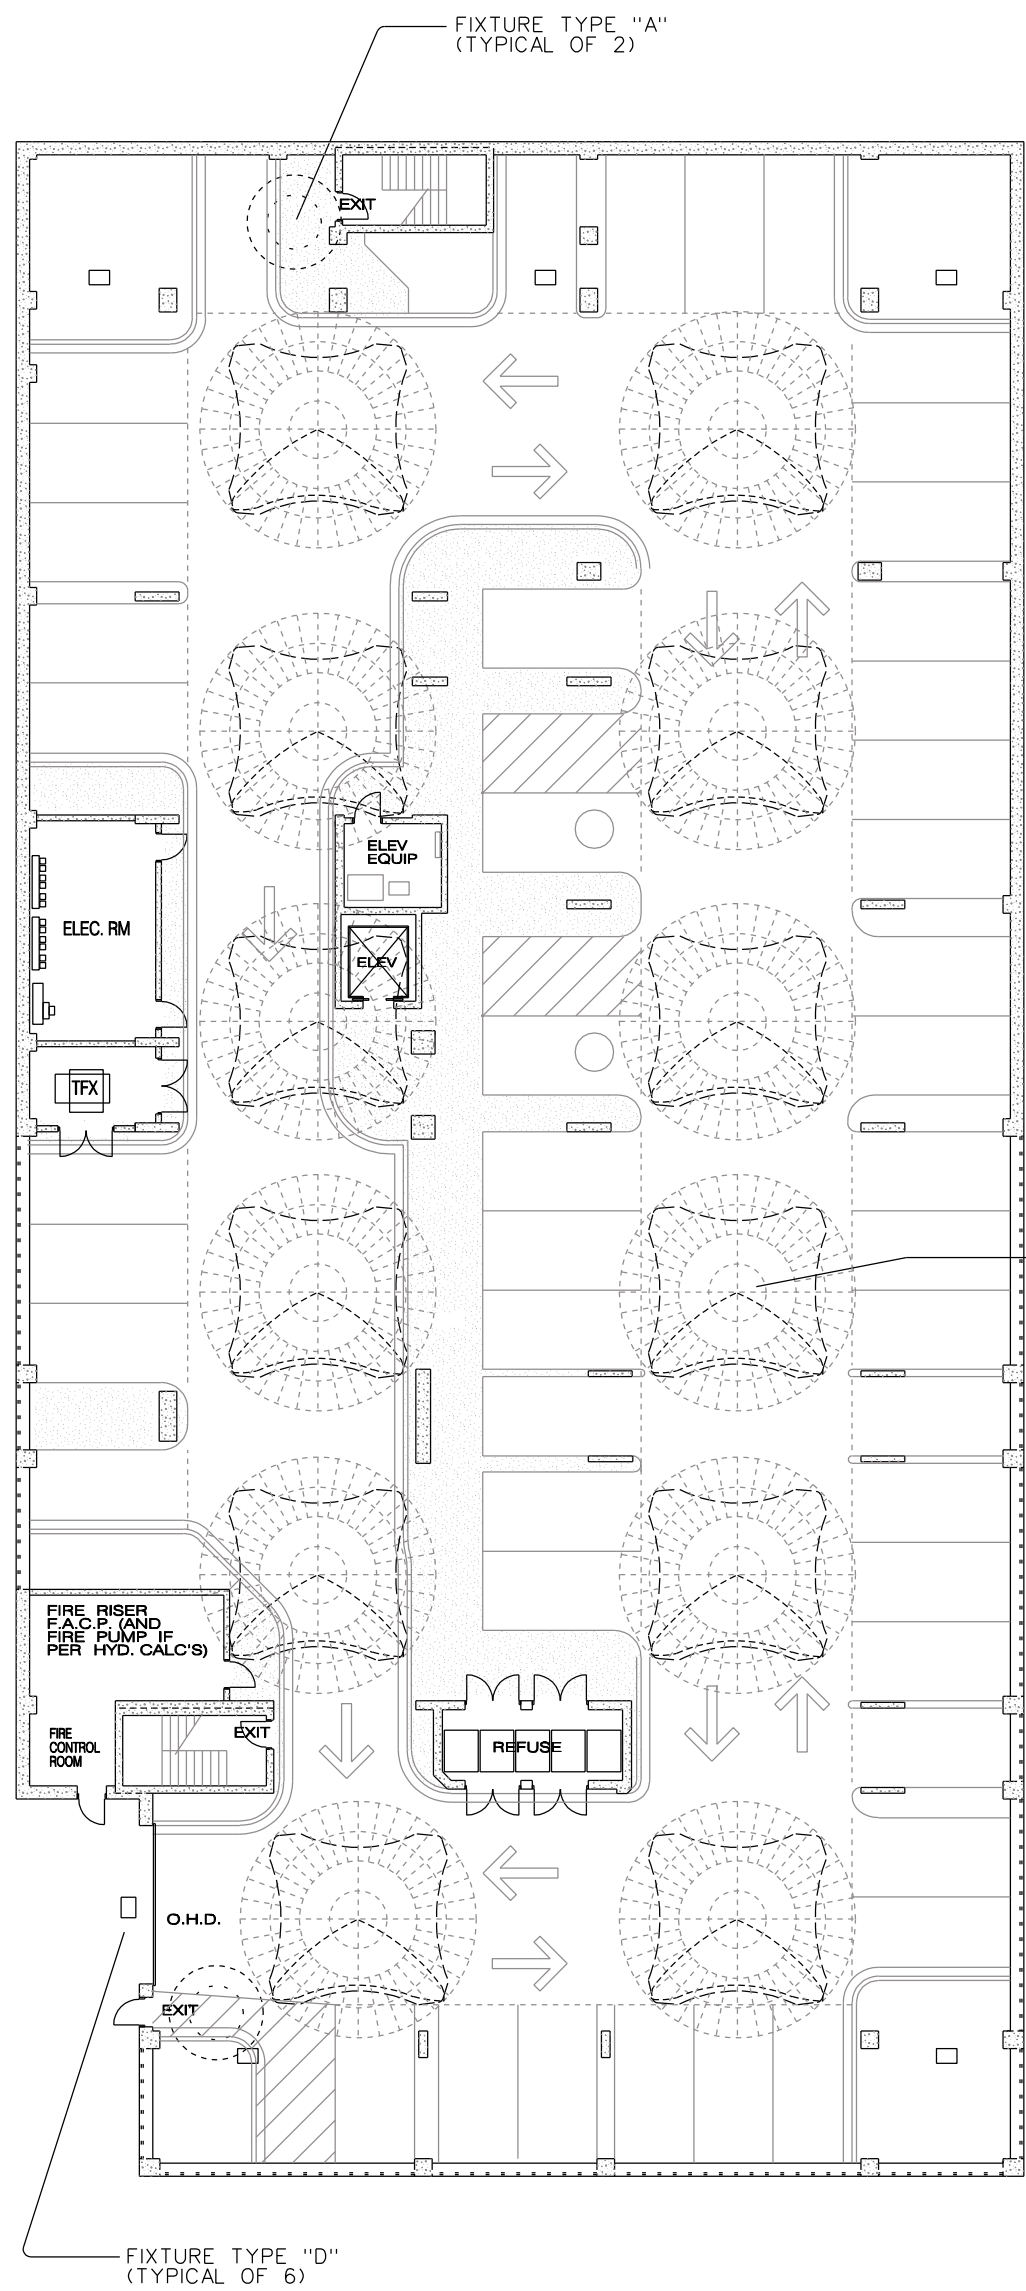 FIXTURE TYPE "A"
(TYPICAL OF 2)
EXIT
ELEV
EQUIP
ELEC. RM
ELEV
TFX
FIRE RISER
F.A.C.P. (AND
FIRE PUMP IF
PER HYD. CALC'S)
FIRE
CONTROL
ROOM
EXIT
REFUSE
O.H.D.
EXIT
FIXTURE TYPE "D"
(TYPICAL OF 6)